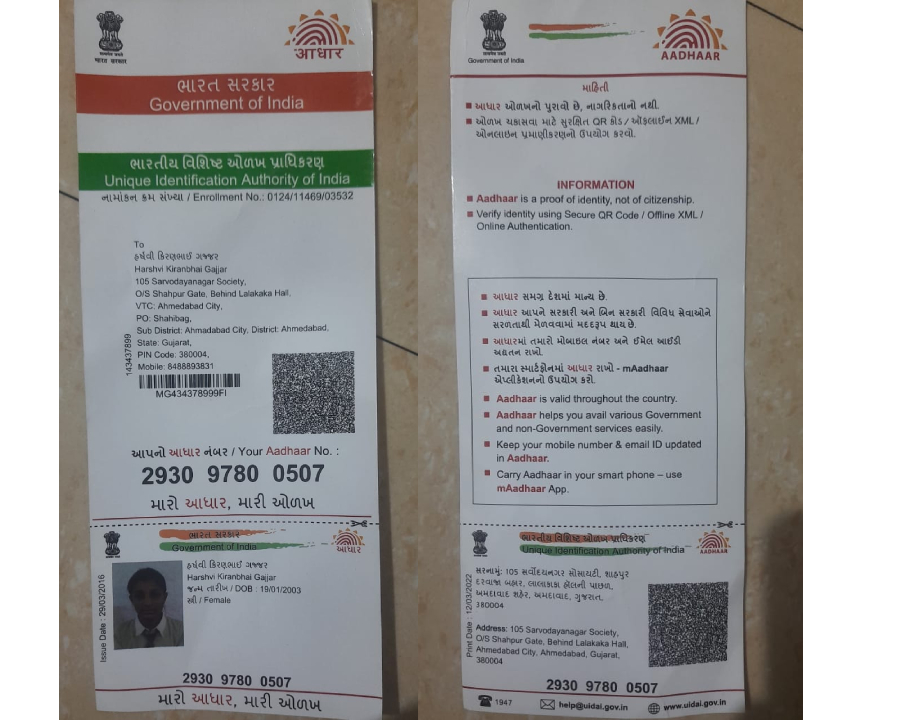 भारत सरकार
આધાર
ભારત સરકાર
Government of India
ભારતીય વિશિષ્ટ ઓળખ પ્રાધિકરણ
Unique Identification Authority of India
નામાંકન ક્રમ સંખ્યા / Enrollment No.: 0124/11469/03532
To
હર્ષવી કિરણભાઈ ગજ્જર
Harshvi Kiranbhai Gajjar
105 Sarvodayanagar Society,
O/S Shahpur Gate, Behind Lalakaka Hall,
VTC: Ahmedabad City,
PO: Shahibag,
Sub District: Ahmadabad City, District: Ahmedabad,
State: Gujarat,
PIN Code: 380004,
Mobile: 8488893831
143437899
MG434378999FI
આપનો આધાર નંબર / Your Aadhaar No. :
2930 9780 0507
મારો આધાર, મારી ઓળખ
ભારત સરકાર
Government of India
આધાર
Issue Date : 29/03/2016
હર્ષવી કિરણભાઈ ગજ્જર
Harshvi Kiranbhai Gajjar
જન્મ તારીખ / DOB : 19/01/2003
સ્ત્રી / Female
2930 9780 0507
મારો આધાર, મારી ઓળખ
Government of India
AADHAAR
માહિતી
આધાર ઓળખનો પુરાવો છે, નાગરિકતાનો નથી.
ઓળખ ચકાસવા માટે સુરક્ષિત QR કોડ / ઑફલાઈન XML /
ઓનલાઇન પ્રમાણીકરણનો ઉપયોગ કરવો.
INFORMATION
Aadhaar is a proof of identity, not of citizenship.
Verify identity using Secure QR Code / Offline XML /
Online Authentication.
આધાર સમગ્ર દેશમાં માન્ય છે.
આધાર આપને સરકારી અને બિન સરકારી વિવિધ સેવાઓને
સરળતાથી મેળવવામાં મદદરૂપ થાય છે.
આધારમાં તમારો મોબાઇલ નંબર અને ઈમેલ આઈડી
અદ્યતન રાખો.
તમારા સ્માર્ટફોનમાં આધાર રાખો - mAadhaar
એપ્લીકેશનનો ઉપયોગ કરો.
Aadhaar is valid throughout the country.
Aadhaar helps you avail various Government
and non-Government services easily.
Keep your mobile number & email ID updated
in Aadhaar.
Carry Aadhaar in your smart phone – use
mAadhaar App.
ભારતીય વિશિષ્ટ ઓળખ પ્રાધિકરણ
Unique Identification Authority of India
AADHAAR
Print Date : 12/03/2022
સરનામું: 105 સર્વોદયનગર સોસાયટી, શાહપુર
દરવાજા બહાર, લાલાકાકા હોલની પાછળ,
અમદાવાદ શહેર, અમદાવાદ, ગુજરાત,
380004
Address: 105 Sarvodayanagar Society,
O/S Shahpur Gate, Behind Lalakaka Hall,
Ahmedabad City, Ahmedabad, Gujarat,
380004
2930 9780 0507
1947
help@uidai.gov.in
www.uidai.gov.in